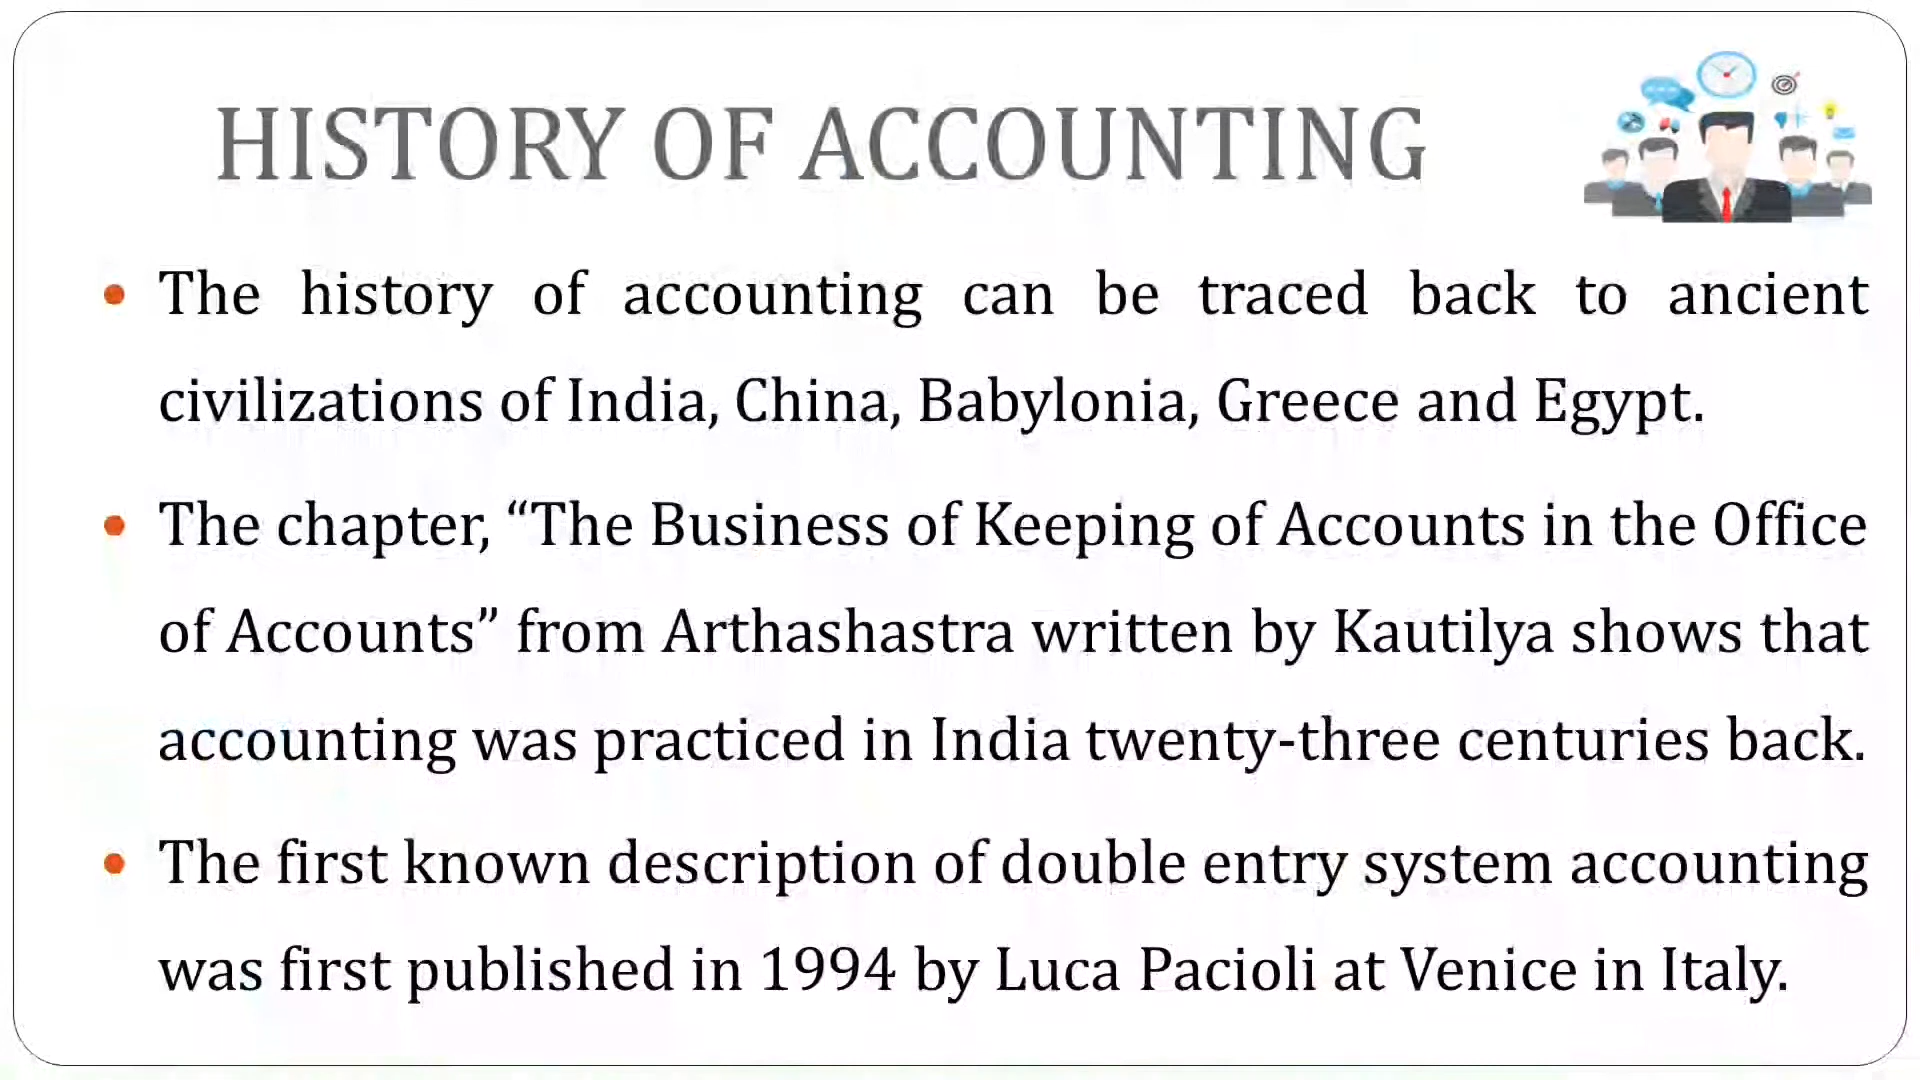 HISTORY OF ACCOUNTING
• The history of accounting can be traced back to ancient
civilizations of India, China, Babylonia, Greece and Egypt.
• The chapter, “The Business of Keeping of Accounts in the Office
of Accounts” from Arthashastra written by Kautilya shows that
accounting was practiced in India twenty-three centuries back.
• The first known description of double entry system accounting
was first published in 1994 by Luca Pacioli at Venice in Italy.